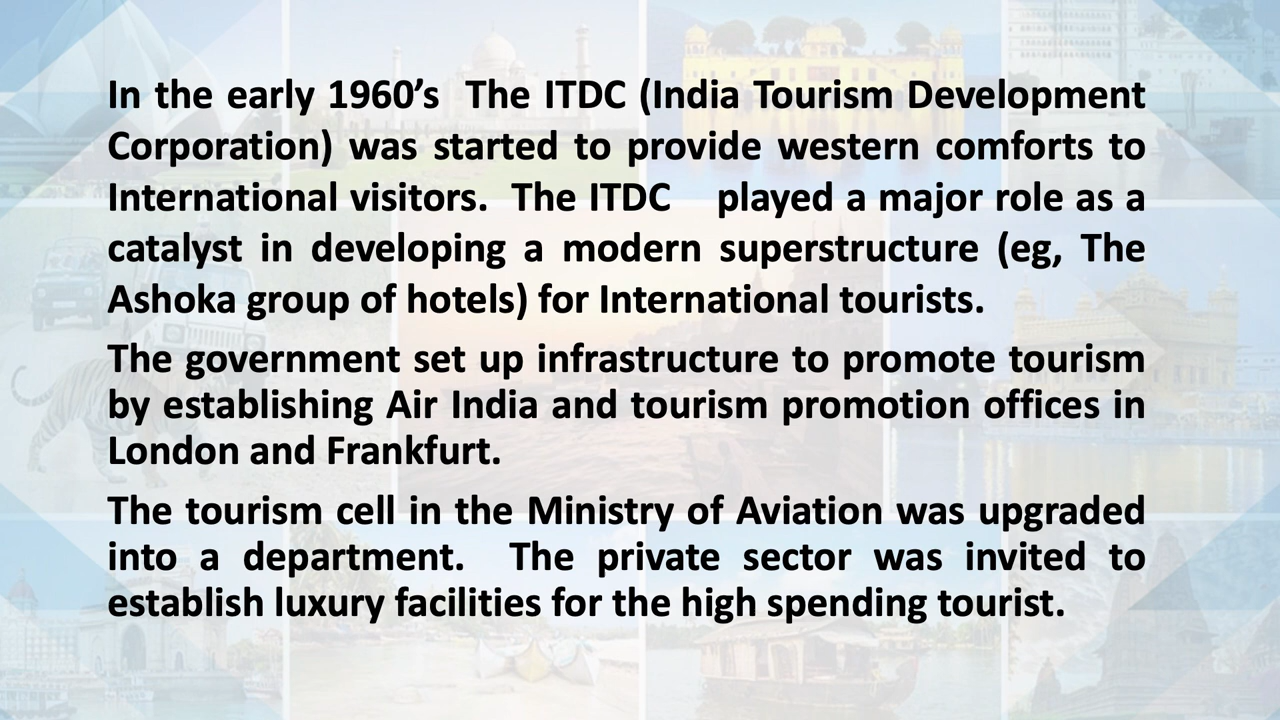 In the early 1960’s  The ITDC (India Tourism Development
Corporation) was started to provide western comforts to
International visitors.  The ITDC   played a major role as a
catalyst in developing a modern superstructure (eg, The
Ashoka group of hotels) for International tourists.
The government set up infrastructure to promote tourism
by establishing Air India and tourism promotion offices in
London and Frankfurt.
The tourism cell in the Ministry of Aviation was upgraded
into a department.  The private sector was invited to
establish luxury facilities for the high spending tourist.